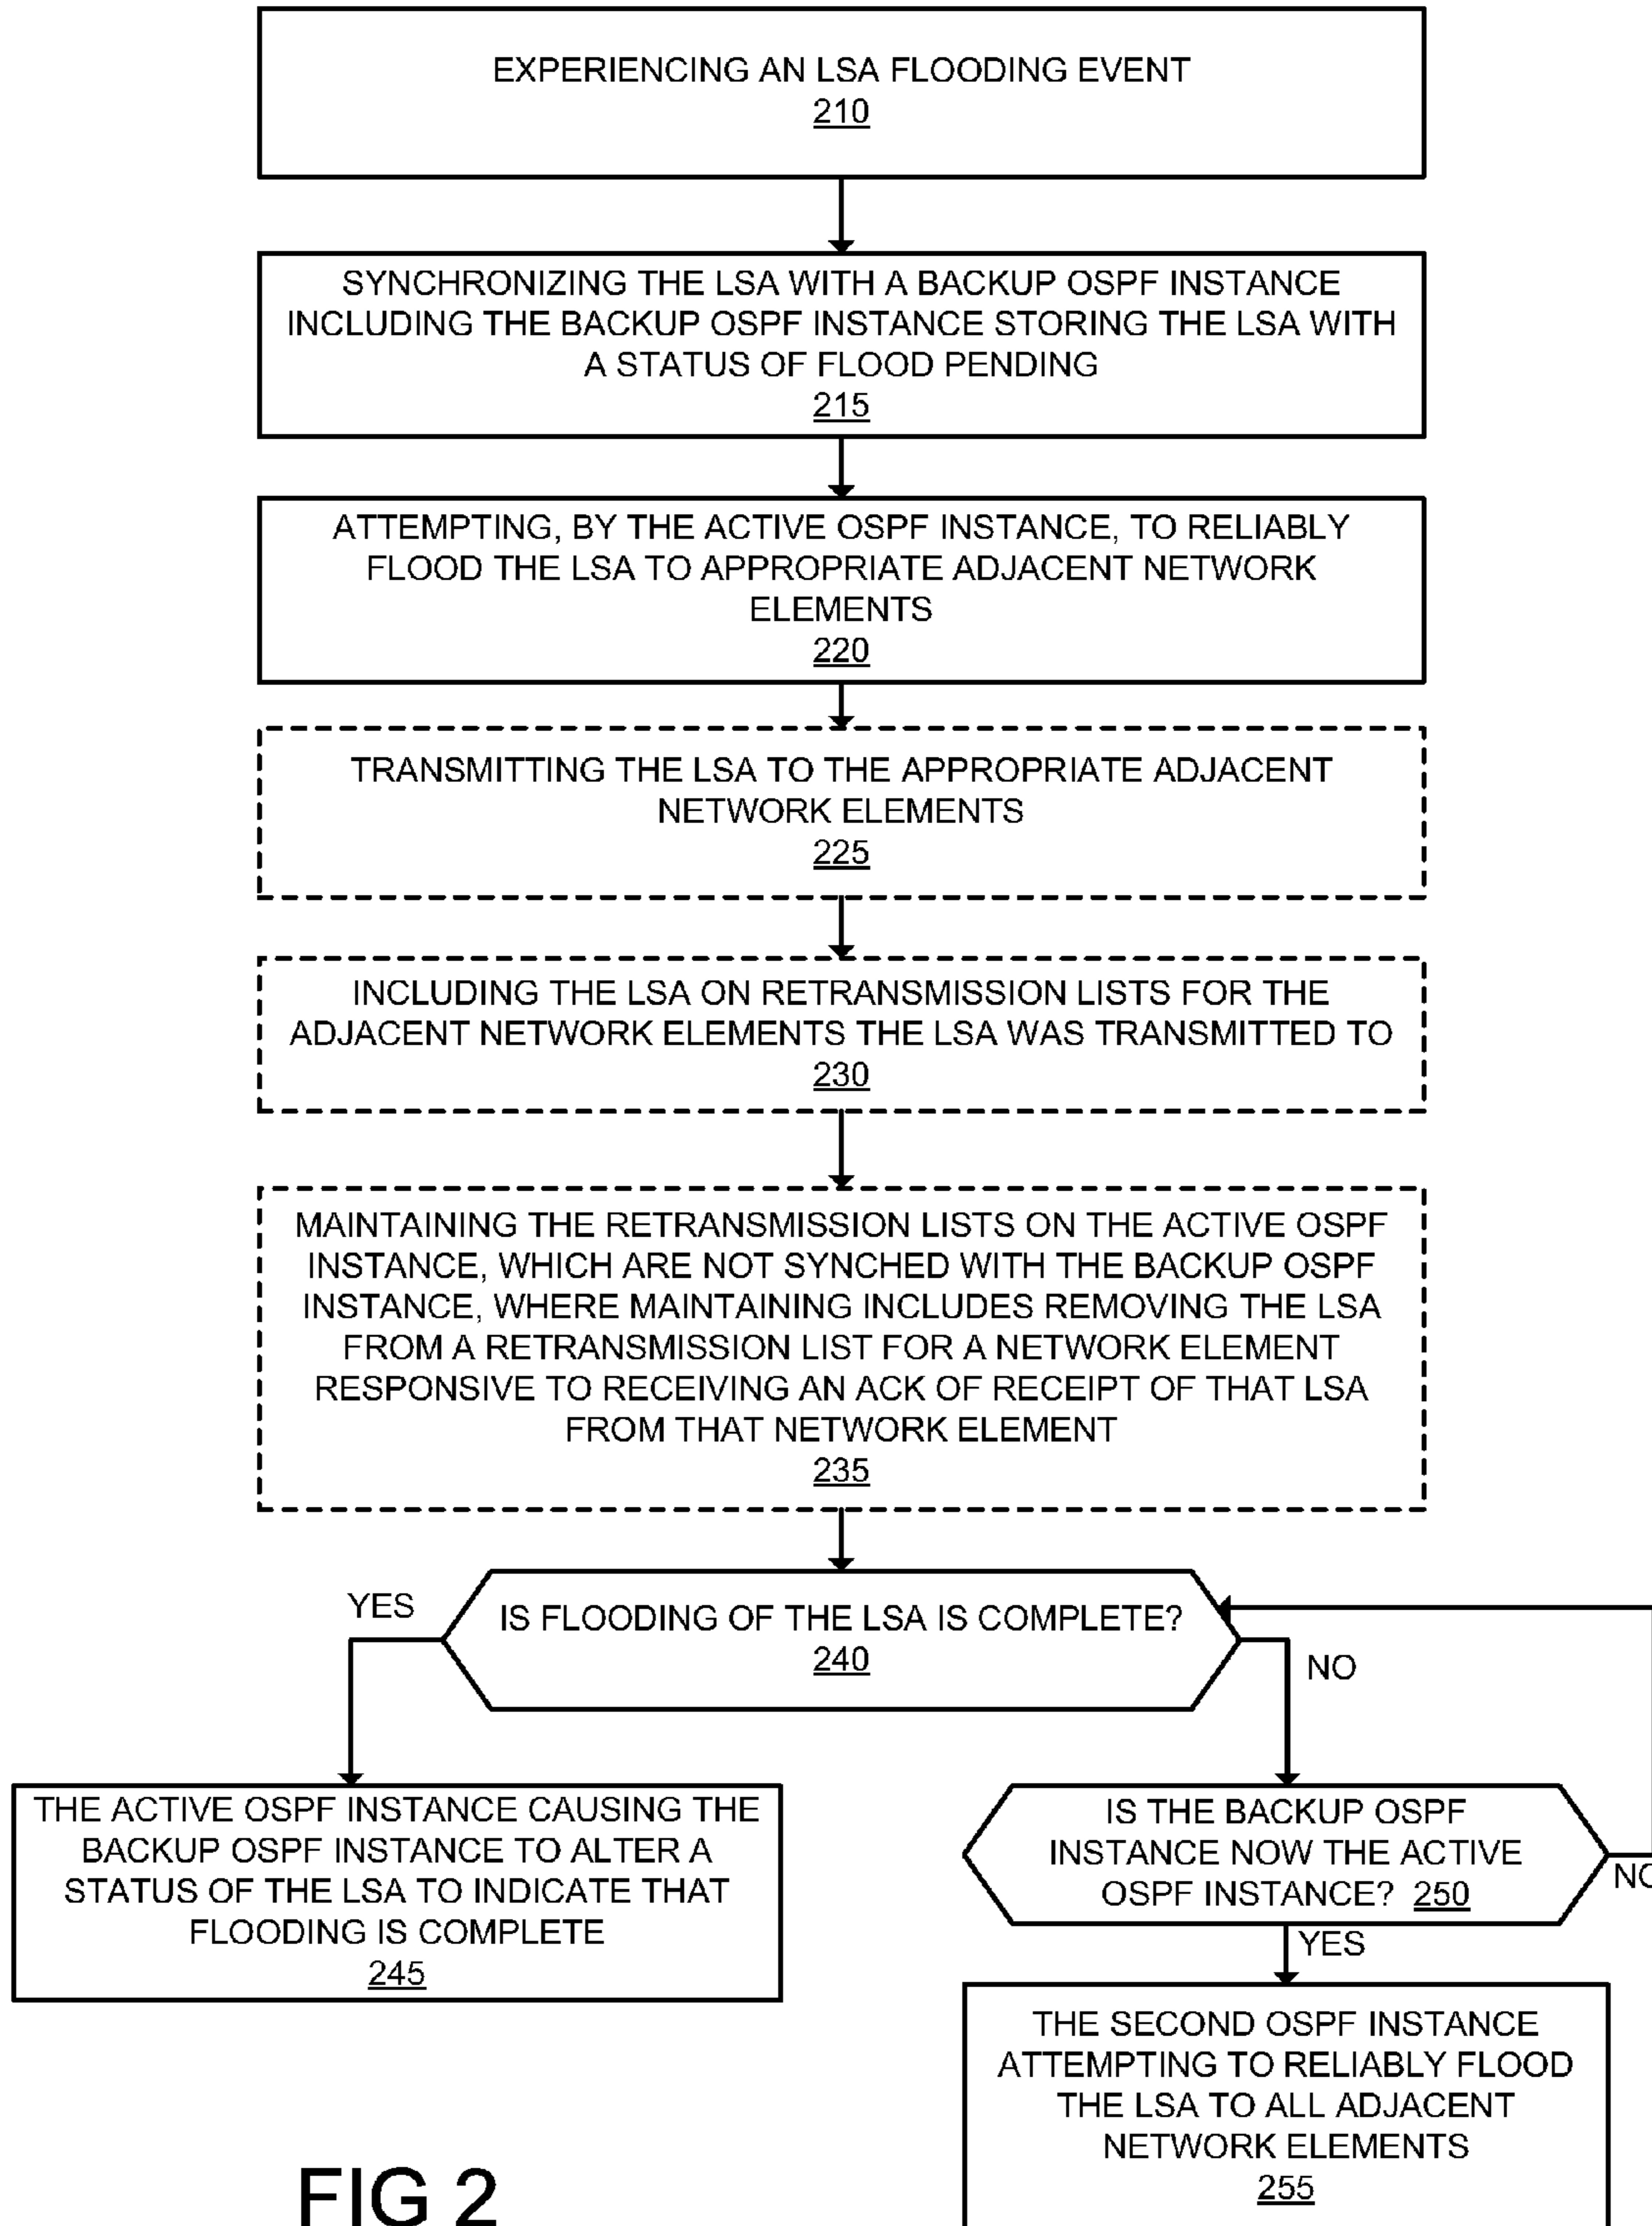 EXPERIENCING AN LSA FLOODING EVENT
210
SYNCHRONIZING THE LSA WITH A BACKUP OSPF INSTANCE
INCLUDING THE BACKUP OSPF INSTANCE STORING THE LSA WITH
A STATUS OF FLOOD PENDING
215
ATTEMPTING, BY THE ACTIVE OSPF INSTANCE, TO RELIABLY
FLOOD THE LSA TO APPROPRIATE ADJACENT NETWORK
ELEMENTS
220
TRANSMITTING THE LSA TO THE APPROPRIATE ADJACENT
NETWORK ELEMENTS
225
INCLUDING THE LSA ON RETRANSMISSION LISTS FOR THE
ADJACENT NETWORK ELEMENTS THE LSA WAS TRANSMITTED TO
230
MAINTAINING THE RETRANSMISSION LISTS ON THE ACTIVE OSPF
INSTANCE, WHICH ARE NOT SYNCHED WITH THE BACKUP OSPF
INSTANCE, WHERE MAINTAINING INCLUDES REMOVING THE LSA
FROM A RETRANSMISSION LIST FOR A NETWORK ELEMENT
RESPONSIVE TO RECEIVING AN ACK OF RECEIPT OF THAT LSA
FROM THAT NETWORK ELEMENT
235
YES
IS FLOODING OF THE LSA IS COMPLETE?
240
NO
THE ACTIVE OSPF INSTANCE CAUSING THE
BACKUP OSPF INSTANCE TO ALTER A
STATUS OF THE LSA TO INDICATE THAT
FLOODING IS COMPLETE
245
IS THE BACKUP OSPF
INSTANCE NOW THE ACTIVE
OSPF INSTANCE? 250
NO
YES
THE SECOND OSPF INSTANCE
ATTEMPTING TO RELIABLY FLOOD
THE LSA TO ALL ADJACENT
NETWORK ELEMENTS
255
FIG 2